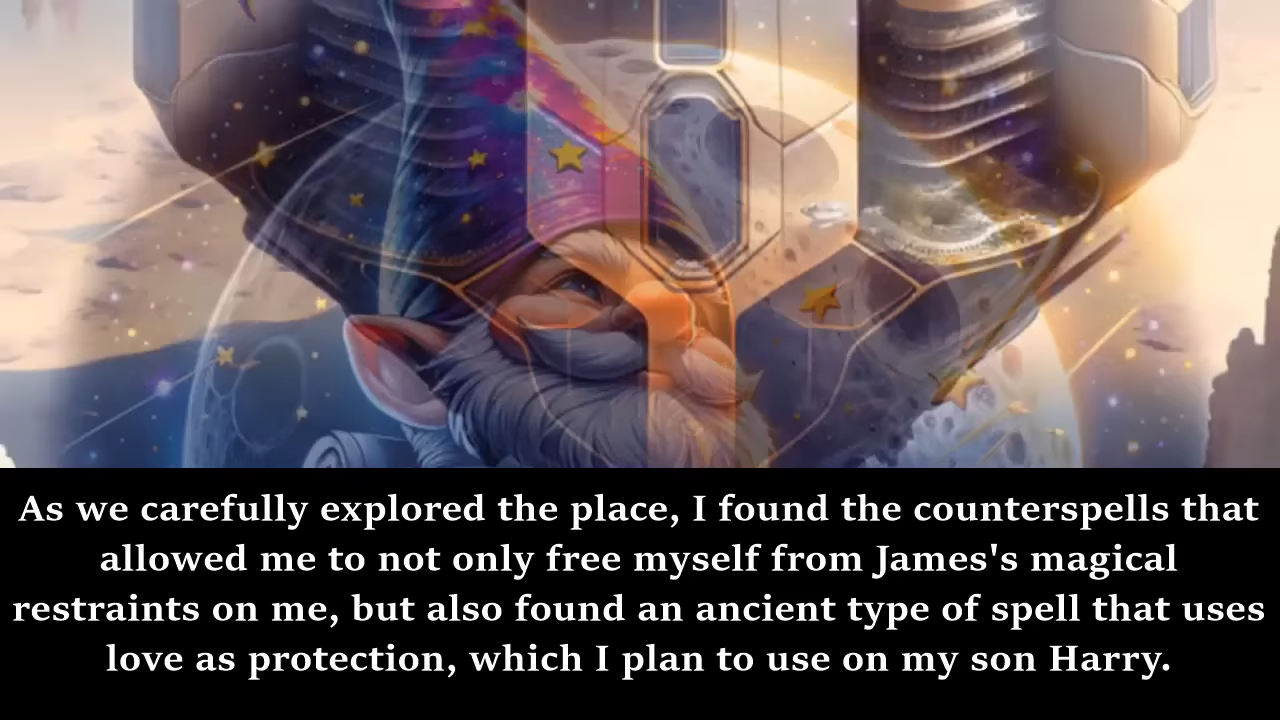 As we carefully explored the place, I found the counterspells that
allowed me to not only free myself from James's magical
restraints on me, but also found an ancient type of spell that uses
love as protection, which I plan to use on my son Harry.